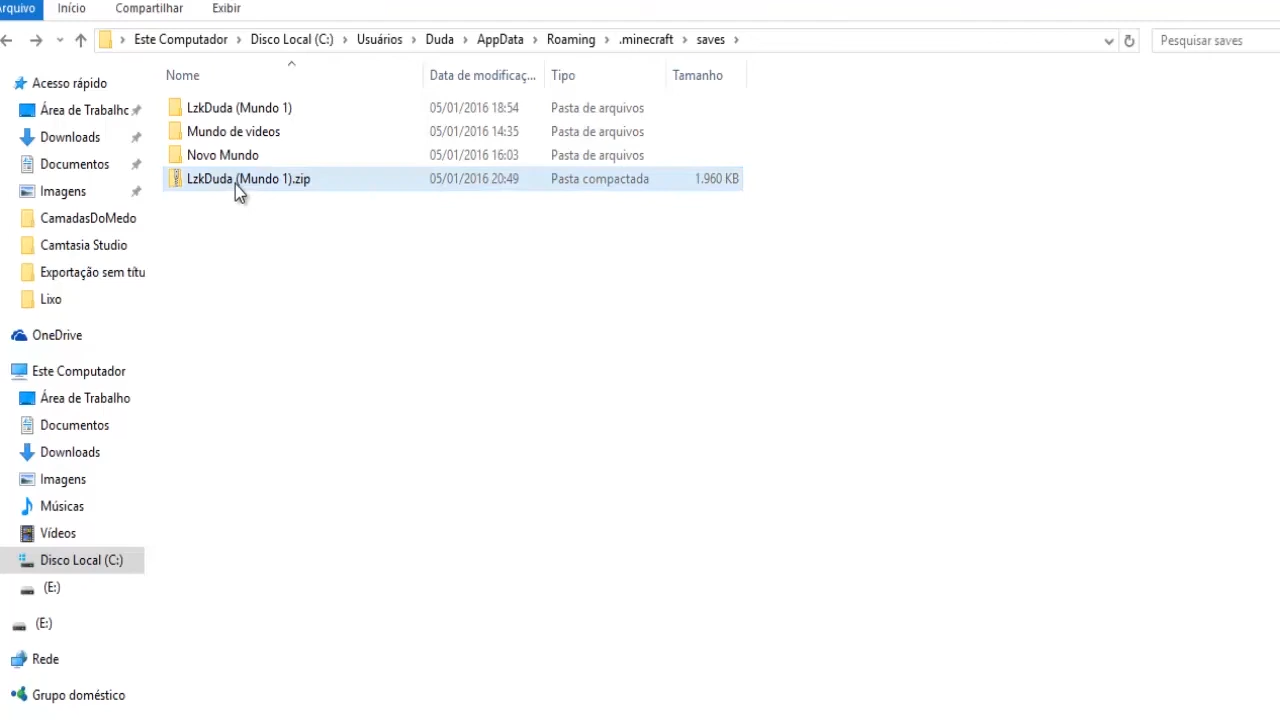 Arquivo Início Compartilhar Exibir
Este Computador Disco Local (C:) Usuários Duda AppData Roaming .minecraft saves Pesquisar saves
Nome Data de modificaç... Tipo Tamanho
LzkDuda (Mundo 1) 05/01/2016 18:54 Pasta de arquivos
Mundo de videos 05/01/2016 14:35 Pasta de arquivos
Novo Mundo 05/01/2016 16:03 Pasta de arquivos
LzkDuda (Mundo 1).zip 05/01/2016 20:49 Pasta compactada 1.960 KB
Acesso rápido
Área de Trabalho
Downloads
Documentos
Imagens
CamadasDoMedo
Camtasia Studio
Exportação sem títu
Lixo
OneDrive
Este Computador
Área de Trabalho
Documentos
Downloads
Imagens
Músicas
Vídeos
Disco Local (C:)
(E:)
(E:)
Rede
Grupo doméstico